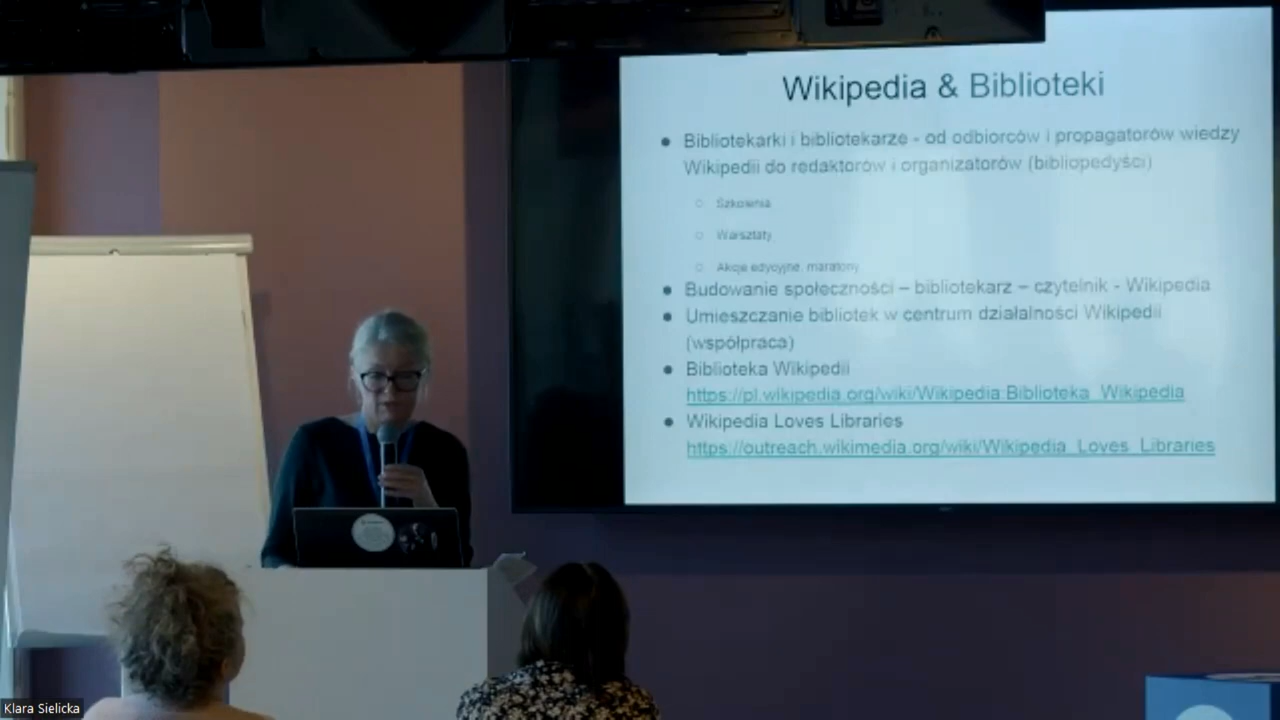 Wikipedia & Biblioteki
● Bibliotekarki i bibliotekarze - od odbiorców i propagatorów wiedzy
Wikipedii do redaktorów i organizatorów (bibliopedyści)
○ Szkolenia
○ Warsztaty
○ Akcje edycyjne, maratony
● Budowanie społeczności – bibliotekarz – czytelnik - Wikipedia
● Umieszczanie bibliotek w centrum działalności Wikipedii
(współpraca)
● Biblioteka Wikipedii
https://pl.wikipedia.org/wiki/Wikipedia:Biblioteka_Wikipedia
● Wikipedia Loves Libraries
https://outreach.wikimedia.org/wiki/Wikipedia_Loves_Libraries
Klara Sielicka